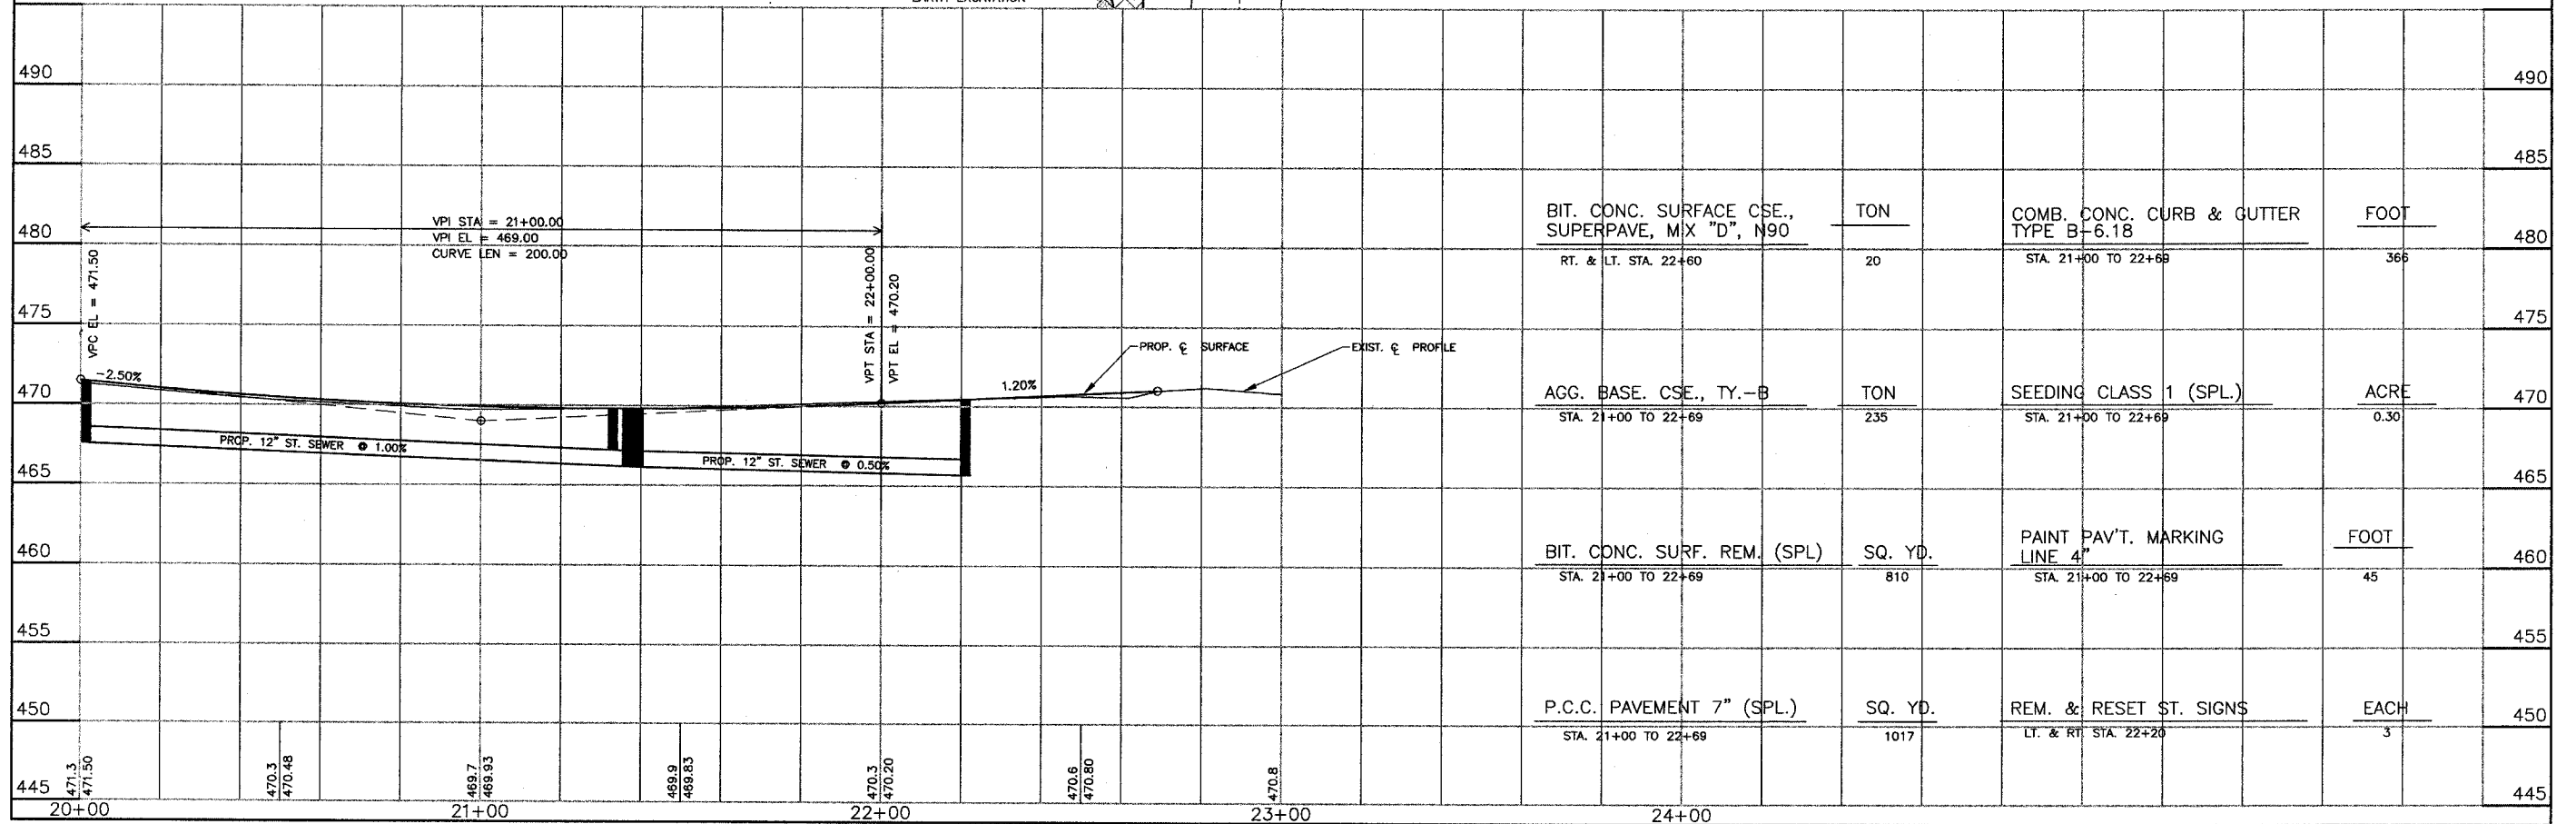 490
490
485
485
480
480
475
475
470
470
465
465
460
460
455
455
450
450
445
445
VPI STA = 21+00.00
VPI EL = 469.00
CURVE LEN = 200.00
VPC EL = 471.50
VPT STA = 22+00.00
VPT EL = 470.20
-2.50%
1.20%
PROP. ℄ SURFACE
EXIST. ℄ PROFILE
PROP. 12" ST. SEWER @ 1.00%
PROP. 12" ST. SEWER @ 0.50%
BIT. CONC. SURFACE CSE.,
SUPERPAVE, MIX "D", N90
TON
RT. & LT. STA. 22+60
20
COMB. CONC. CURB & GUTTER
TYPE B-6.18
FOOT
STA. 21+00 TO 22+69
366
AGG. BASE. CSE., TY.-B
TON
STA. 21+00 TO 22+69
235
SEEDING CLASS 1 (SPL.)
ACRE
STA. 21+00 TO 22+69
0.30
BIT. CONC. SURF. REM. (SPL)
SQ. YD.
STA. 21+00 TO 22+69
810
PAINT PAV'T. MARKING
LINE 4"
FOOT
STA. 21+00 TO 22+69
45
P.C.C. PAVEMENT 7" (SPL.)
SQ. YD.
STA. 21+00 TO 22+69
1017
REM. & RESET ST. SIGNS
EACH
LT. & RT. STA. 22+20
3
471.3
471.50
470.3
470.48
469.7
469.93
469.9
469.83
470.3
470.20
470.6
470.80
470.8
20+00
21+00
22+00
23+00
24+00